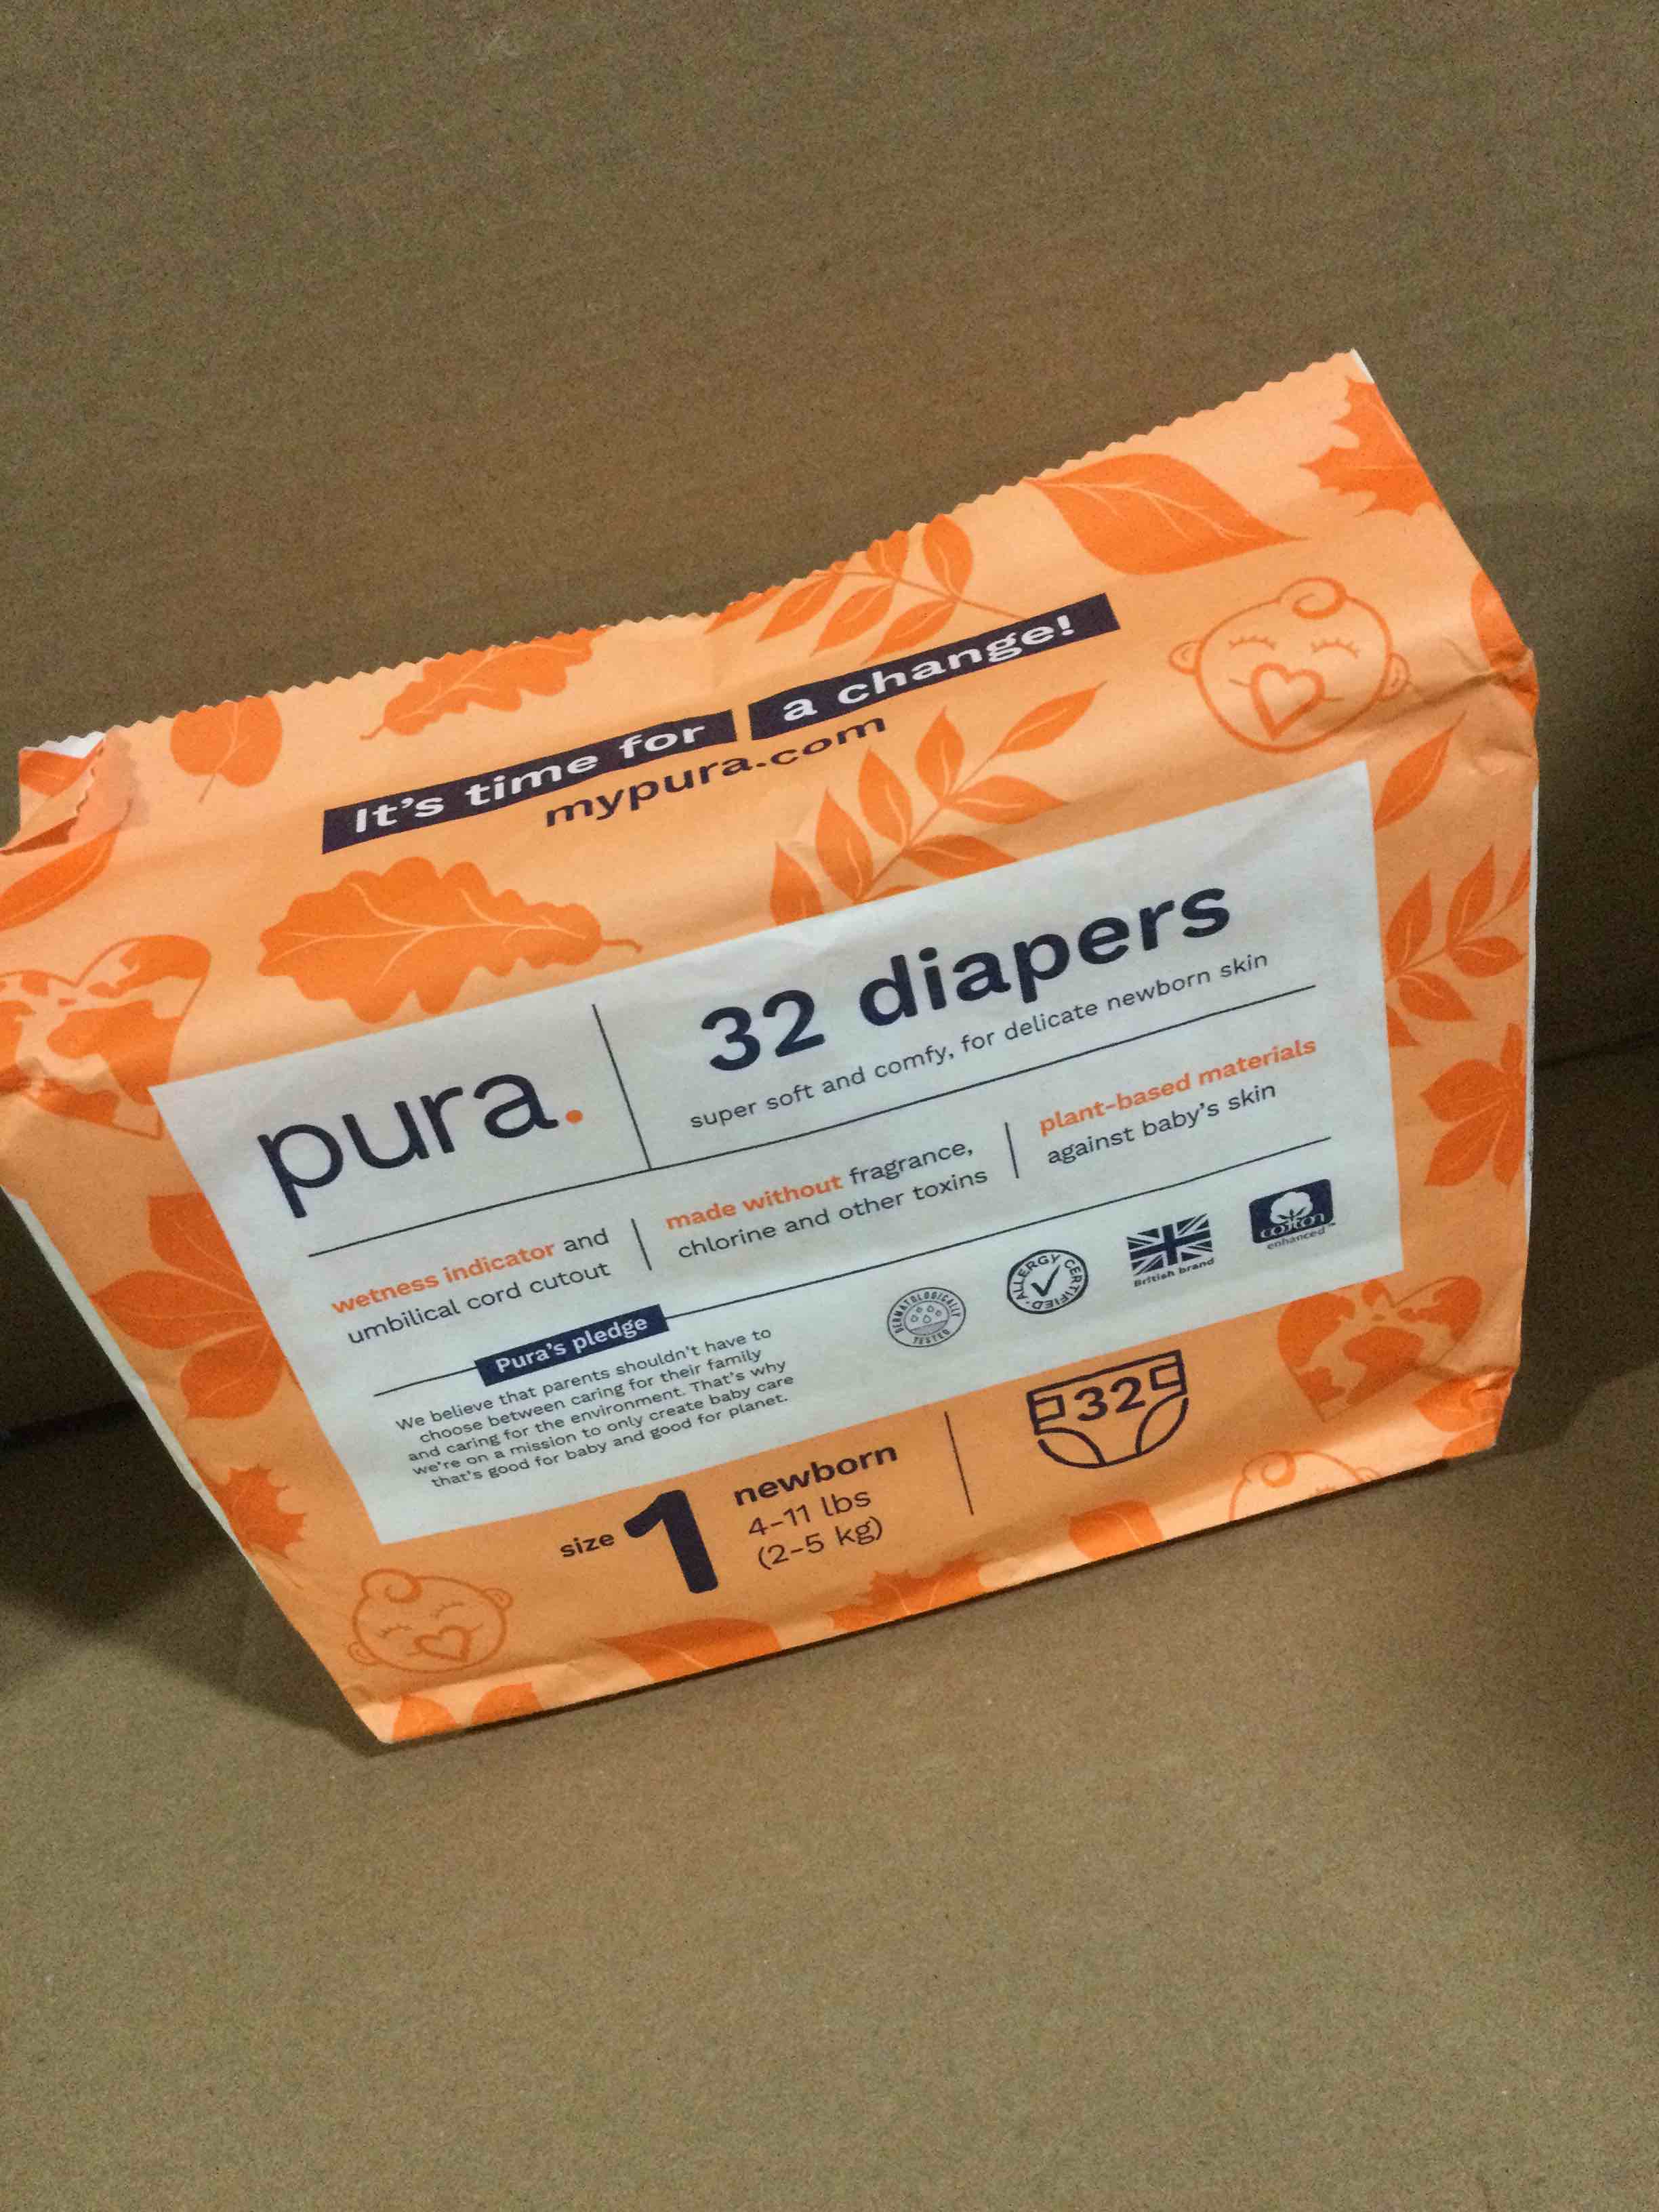 It's time for a change!
mypura.com
pura.
32 diapers
super soft and comfy, for delicate newborn skin
wetness indicator and
umbilical cord cutout
made without fragrance,
chlorine and other toxins
plant-based materials
against baby's skin
Pura's pledge
We believe that parents shouldn't have to
choose between caring for their family
and caring for the environment. That's why
we're on a mission to only create baby care
that's good for baby and good for planet.
DERMATOLOGICALLY
TESTED
ALLERGY CERTIFIED
British brand
cotton
enhanced™
size 1
newborn
4-11 lbs
(2-5 kg)
32